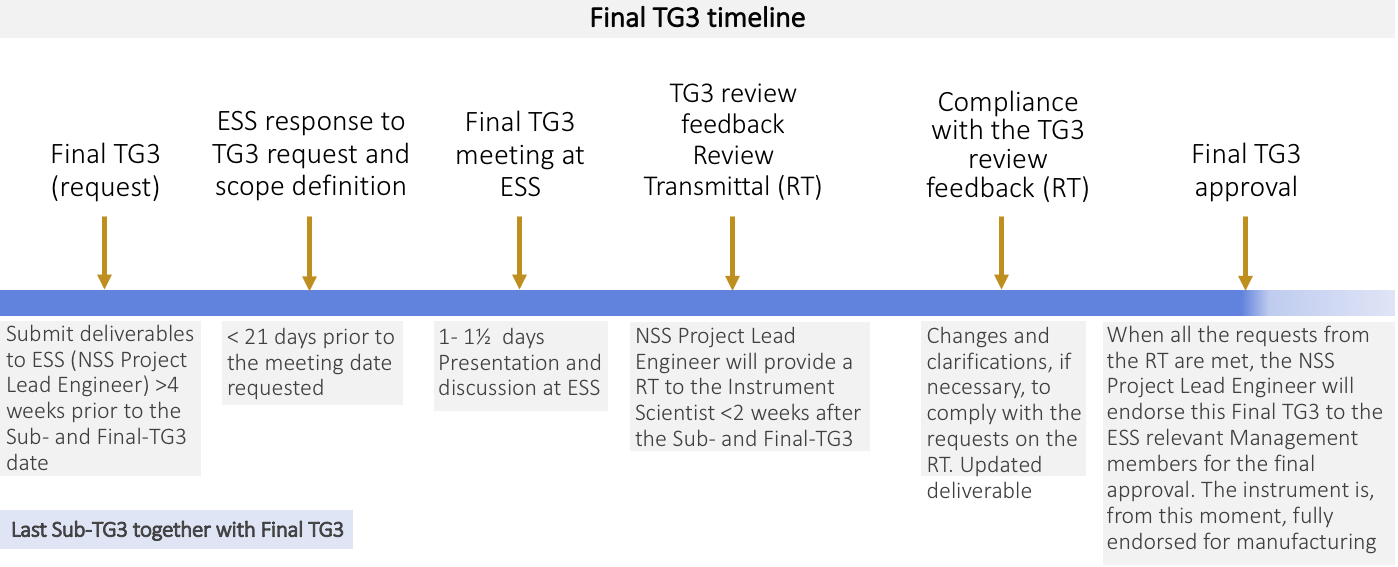 Final TG3 timeline
Final TG3
(request)
ESS response to
TG3 request and
scope definition
Final TG3
meeting at
ESS
TG3 review
feedback
Review
Transmittal (RT)
Compliance
with the TG3
review
feedback (RT)
Final TG3
approval
Submit deliverables
to ESS (NSS Project
Lead Engineer) >4
weeks prior to the
Sub- and Final-TG3
date
< 21 days prior to
the meeting date
requested
1- 1½  days
Presentation and
discussion at ESS
NSS Project Lead
Engineer will provide a
RT to the Instrument
Scientist <2 weeks after
the Sub- and Final-TG3
Changes and
clarifications, if
necessary, to
comply with the
requests on the
RT. Updated
deliverable
When all the requests from
the RT are met, the NSS
Project Lead Engineer will
endorse this Final TG3 to the
ESS relevant Management
members for the final
approval. The instrument is,
from this moment, fully
endorsed for manufacturing
Last Sub-TG3 together with Final TG3